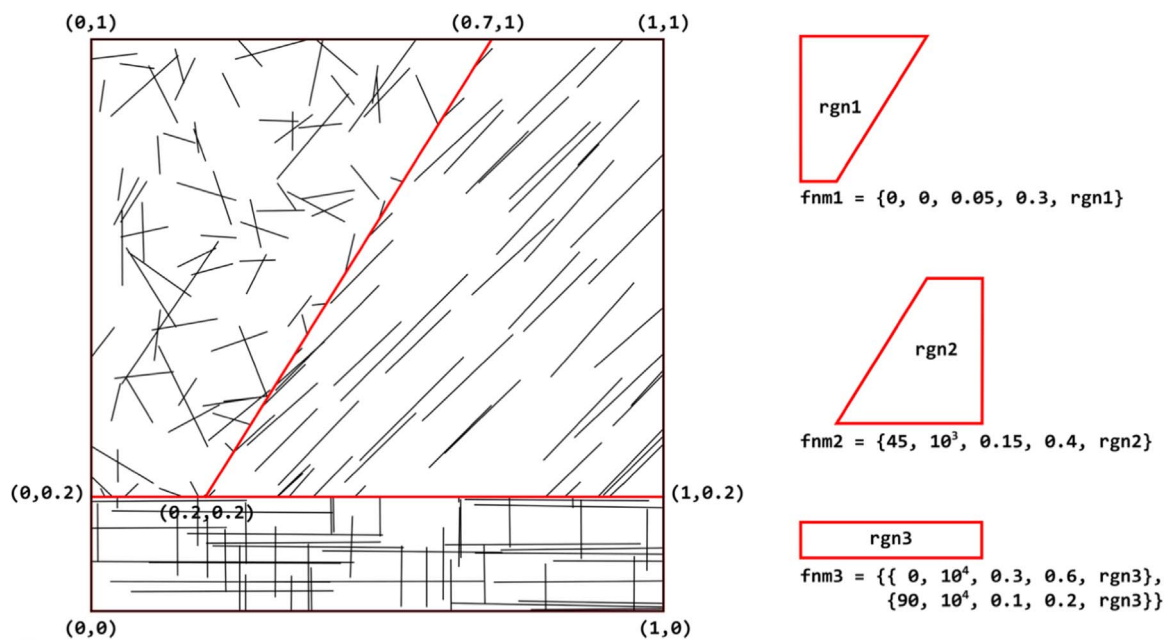 (0,1)
(0.7,1)
(1,1)
rgn1
fnm1 = {0, 0, 0.05, 0.3, rgn1}
rgn2
fnm2 = {45, 10³, 0.15, 0.4, rgn2}
(0,0.2)
(0.2,0.2)
(1,0.2)
rgn3
fnm3 = {{ 0, 10⁴, 0.3, 0.6, rgn3},
{90, 10⁴, 0.1, 0.2, rgn3}}
(0,0)
(1,0)